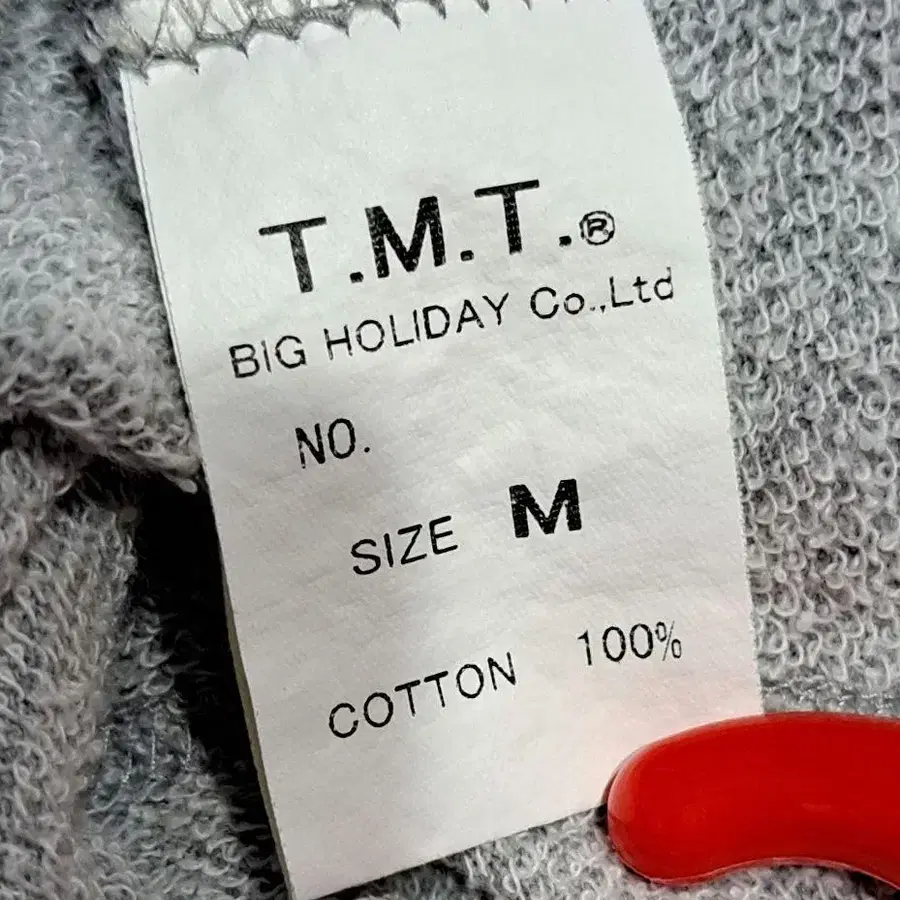 T.M.T.®
BIG HOLIDAY Co.,Ltd
NO.
SIZE M
COTTON 100%